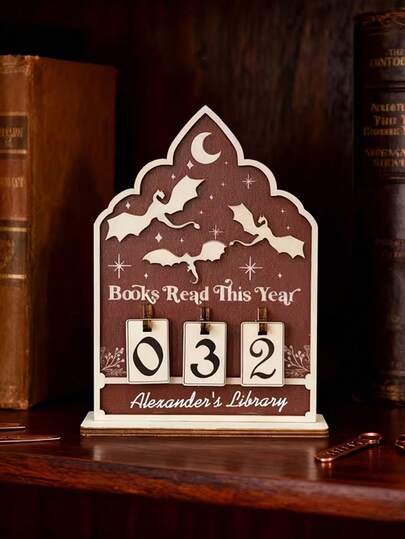 Books Read This Year
032
Alexander's Library